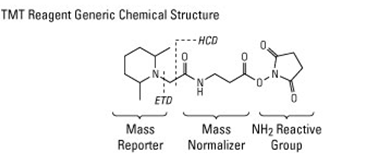 TMT Reagent Generic Chemical Structure
HCD
O
O
O
N
N
H
O
N
O
ETD
Mass Reporter
Mass Normalizer
NH2 Reactive Group